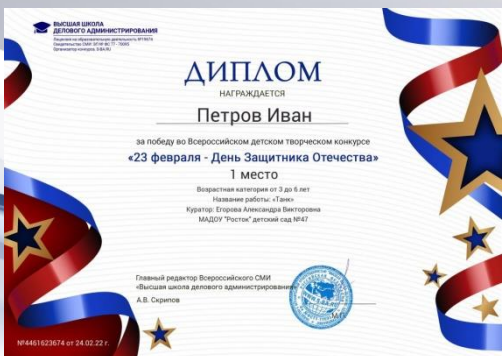 ВЫСШАЯ ШКОЛА
ДЕЛОВОГО АДМИНИСТРИРОВАНИЯ
ДИПЛОМ
НАГРАЖДАЕТСЯ
Петров Иван
за победу во Всероссийском детском творческом конкурсе
«23 февраля - День Защитника Отечества»
1 место
Возрастная категория от 3 до 6 лет
Название работы: «Танк»
Куратор: Егорова Александра Викторовна
МАДОУ "Росток" детский сад №47
Главный редактор Всероссийского СМИ
«Высшая школа делового администрирования»
А.В. Скрипов
М.П.
№4461623674 от 24.02.22 г.